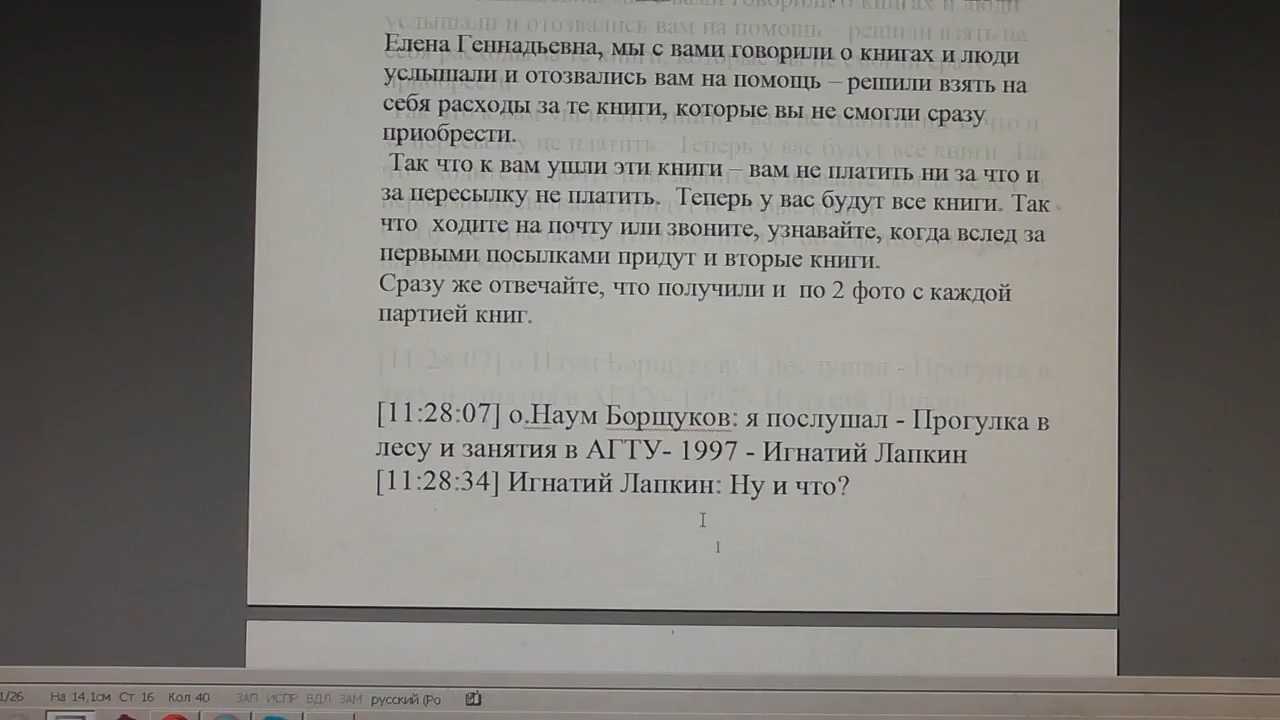 Елена Геннадьевна, мы с вами говорили о книгах и люди
услышали и отозвались вам на помощь – решили взять на
себя расходы за те книги, которые вы не смогли сразу
приобрести.
Так что к вам ушли эти книги – вам не платить ни за что и
за пересылку не платить. Теперь у вас будут все книги. Так
что ходите на почту или звоните, узнавайте, когда вслед за
первыми посылками придут и вторые книги.
Сразу же отвечайте, что получили и по 2 фото с каждой
партией книг.
[11:28:07] о.Наум Борщуков: я послушал - Прогулка в
лесу и занятия в АГТУ- 1997 - Игнатий Лапкин
[11:28:34] Игнатий Лапкин: Ну и что?
1
1/26 На 14,1см Ст 16 Кол 40 ЗАП ИСПР ВДЛ ЗАМ русский (Ро